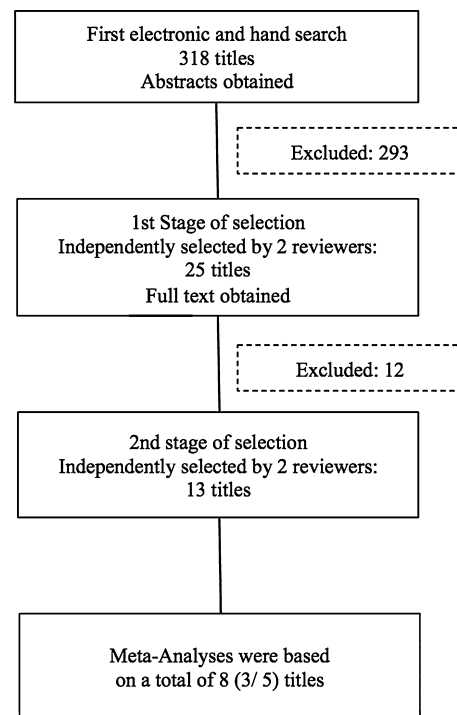 First electronic and hand search
318 titles
Abstracts obtained
Excluded: 293
1st Stage of selection
Independently selected by 2 reviewers:
25 titles
Full text obtained
Excluded: 12
2nd stage of selection
Independently selected by 2 reviewers:
13 titles
Meta-Analyses were based
on a total of 8 (3/ 5) titles